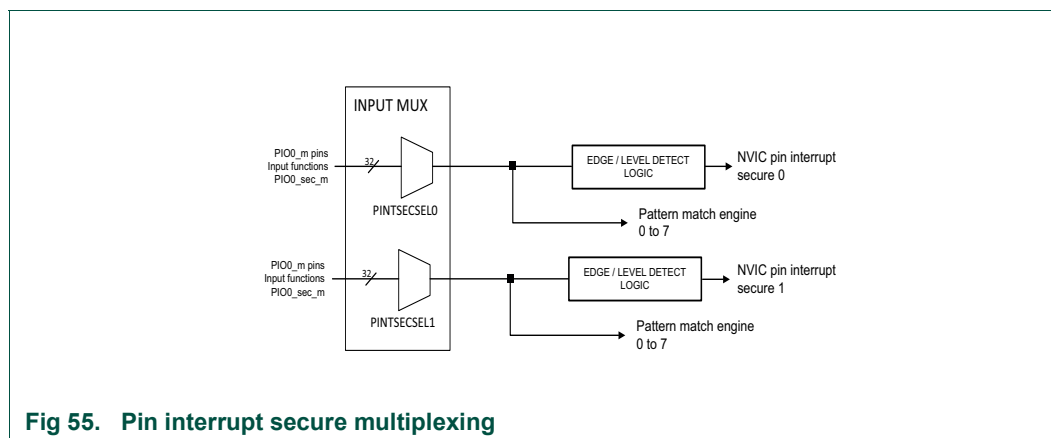 INPUT MUX
PIO0_m pins
Input functions
PIO0_sec_m
32
PINTSECSEL0
EDGE / LEVEL DETECT
LOGIC
NVIC pin interrupt
secure 0
Pattern match engine
0 to 7
PIO0_m pins
Input functions
PIO0_sec_m
32
PINTSECSEL1
EDGE / LEVEL DETECT
LOGIC
NVIC pin interrupt
secure 1
Pattern match engine
0 to 7
Fig 55. Pin interrupt secure multiplexing